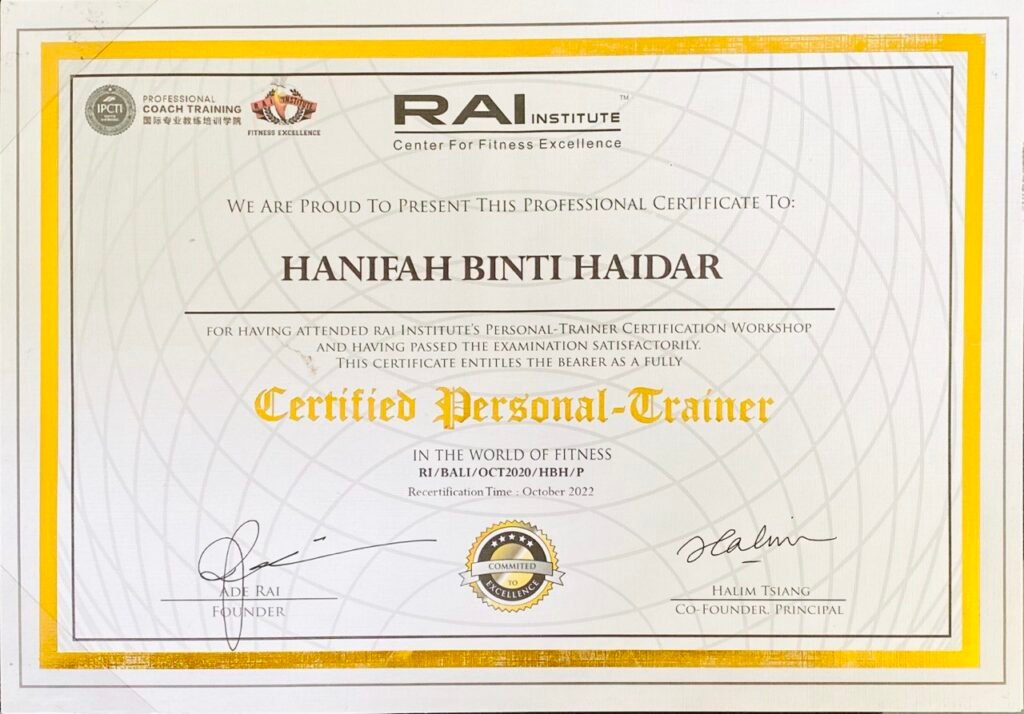 IPCTI
PROFESSIONAL
COACH TRAINING
国际专业教练培训学院
RAI INSTITUTE
FITNESS EXCELLENCE
RAI INSTITUTE ™
Center For Fitness Excellence
WE ARE PROUD TO PRESENT THIS PROFESSIONAL CERTIFICATE TO:
HANIFAH BINTI HAIDAR
FOR HAVING ATTENDED RAI INSTITUTE'S PERSONAL-TRAINER CERTIFICATION WORKSHOP
AND HAVING PASSED THE EXAMINATION SATISFACTORILY.
THIS CERTIFICATE ENTITLES THE BEARER AS A FULLY
Certified Personal-Trainer
IN THE WORLD OF FITNESS
RI/BALI/OCT2020/HBH/P
Recertification Time : October 2022
COMMITED
TO
EXCELLENCE
Halim
ADE RAI
FOUNDER
HALIM TSIANG
CO-FOUNDER, PRINCIPAL